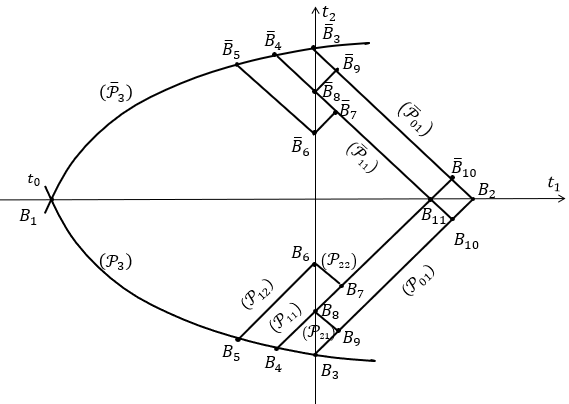 t₂
B̄₃
B̄₄
B̄₅
B̄₉
(𝒫̄₃)
B̄₈
B̄₇
(𝒫̄₀₁)
B̄₆
(𝒫̄₁₁)
B̄₁₀
t₀
B₂
t₁
B₁
B₁₁
B₁₀
B₆
(𝒫₂₂)
(𝒫₃)
(𝒫₁₂)
B₇
(𝒫₀₁)
(𝒫₁₁)
B₈
(𝒫₂₁)
B₉
B₅
B₄
B₃